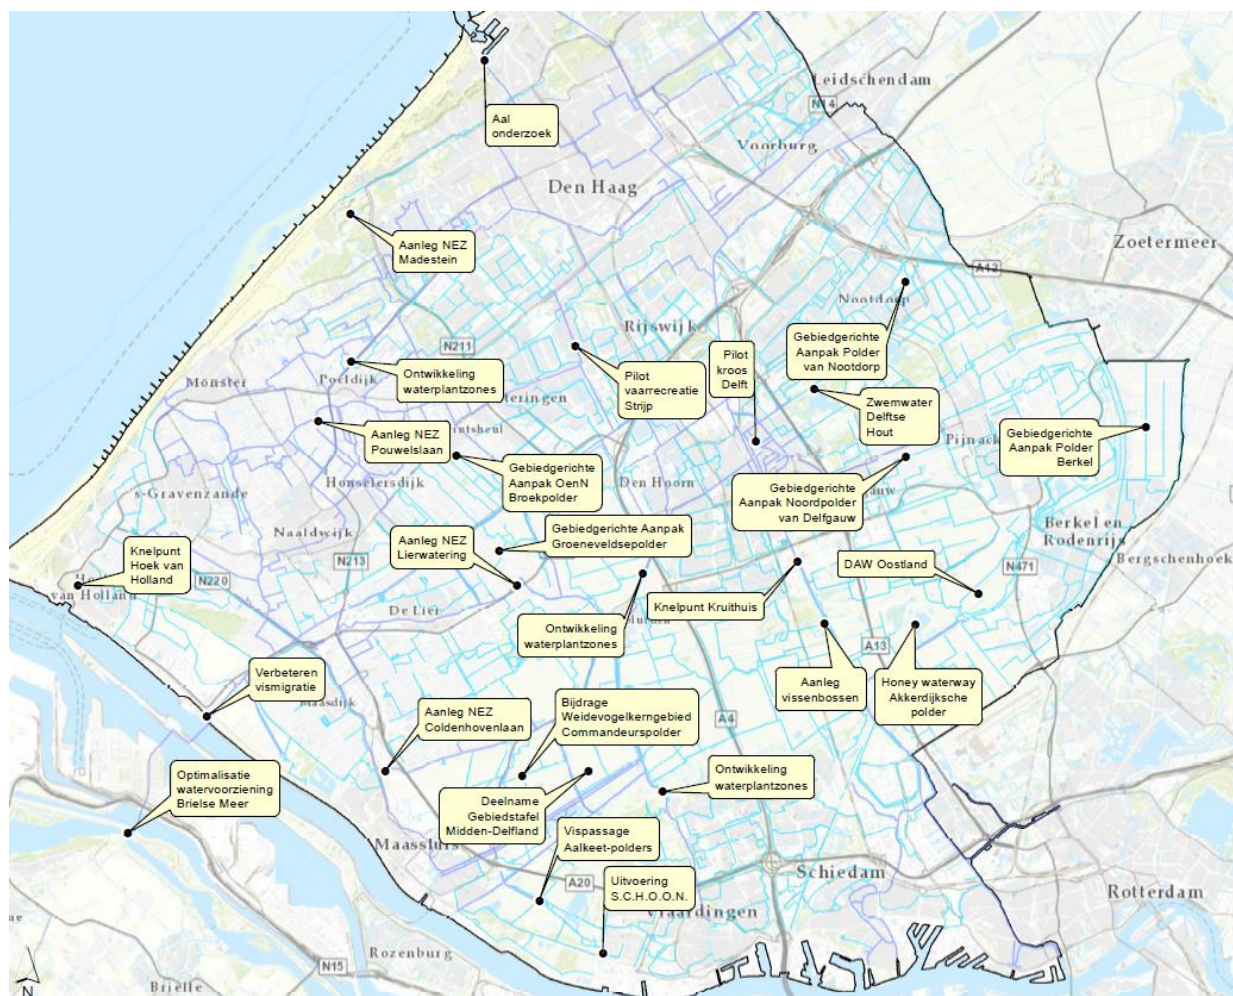 Leidschendam
N14
Aal
onderzoek
Voorburg
Den Haag
Zoetermeer
Aanleg NEZ
Madestein
A12
Nootdorp
Rijswijk
N211
Gebiedgerichte
Aanpak Polder
van Nootdorp
Pilot
kroos
Delft
Ontwikkeling
waterplantzones
Poeldijk
Monster
Pilot
vaarrecreatie
Strijp
Zwemwater
Delftse
Hout
Aanleg NEZ
Pouwelslaan
Gebiedgerichte
Aanpak Polder
Berkel
Pijnack
Gebiedgerichte
Aanpak OenN
Broekpolder
Den Hoorn
Gebiedgerichte
Aanpak Noordpolder
van Delfgauw
Honselersdijk
s-Gravenzande
Naaldwijk
Aanleg NEZ
Lierwatering
Gebiedgerichte Aanpak
Groeneveldsepolder
Berkel en
Rodenrijs
Bergschenhoek
Knelpunt
Hoek van
Holland
van Holland
N220
N213
DAW Oostland
N471
De Lier
Knelpunt Kruithuis
Ontwikkeling
waterplantzones
A13
Verbeteren
vismigratie
Maasdijk
Aanleg
vissenbossen
Honey waterway
Akkerdijksche
polder
Aanleg NEZ
Coldenhovenlaan
Bijdrage
Weidevogelkerngebied
Commandeurspolder
A4
Optimalisatie
watervoorziening
Brielse Meer
Ontwikkeling
waterplantzones
Deelname
Gebiedstafel
Midden-Delfland
Maassluis
Vispassage
Aalkeet-polders
Schiedam
A20
Uitvoering
S.C.H.O.O.N.
Rotterdam
Vlaardingen
Rozenburg
N15
Brielle
N